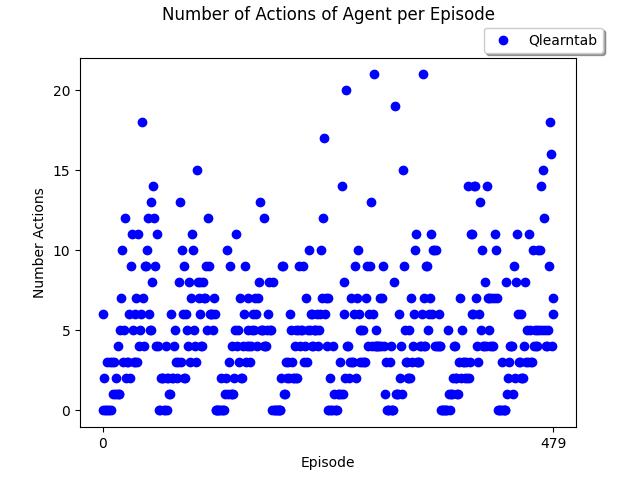 Number of Actions of Agent per Episode
Qlearntab
20
15
10
5
0
Number Actions
0 479
Episode